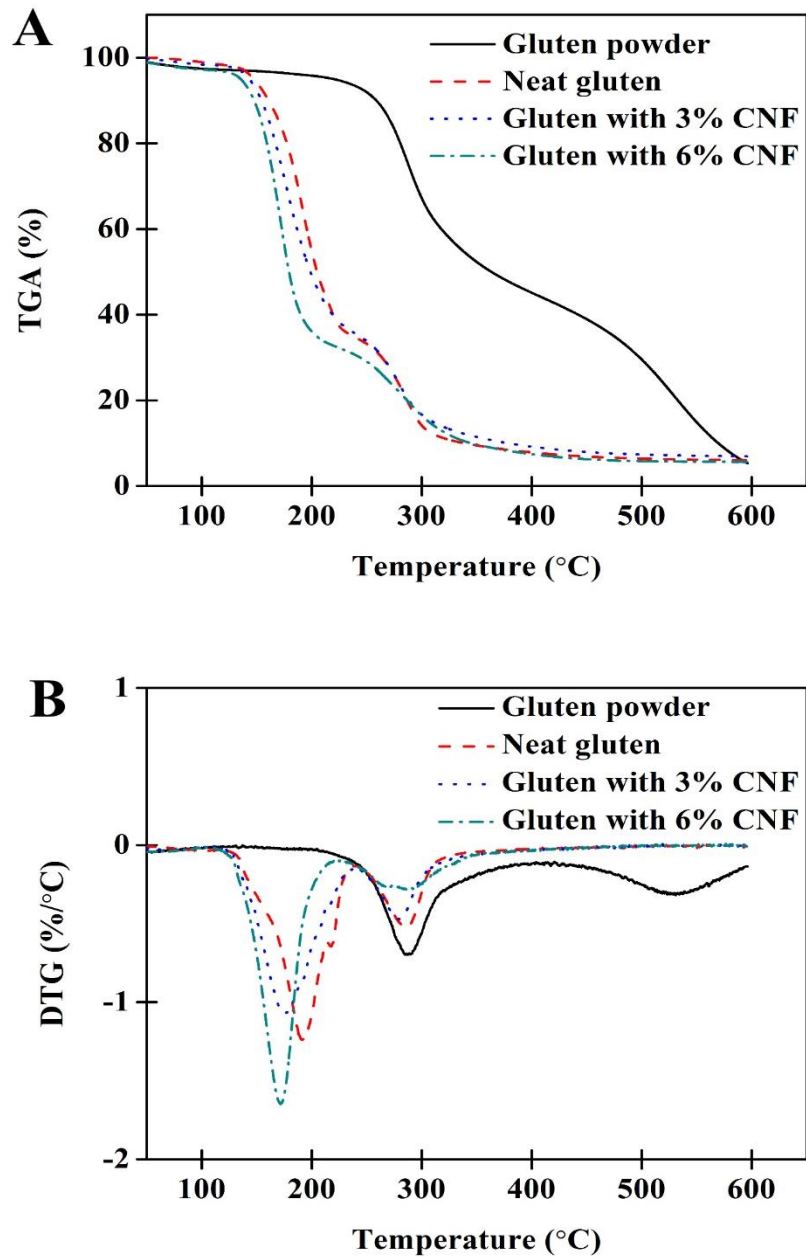 A
Gluten powder
Neat gluten
Gluten with 3% CNF
Gluten with 6% CNF
100
80
60
40
20
0
TGA (%)
100 200 300 400 500 600
Temperature (°C)
B
Gluten powder
Neat gluten
Gluten with 3% CNF
Gluten with 6% CNF
1
0
-1
-2
DTG (%/°C)
100 200 300 400 500 600
Temperature (°C)